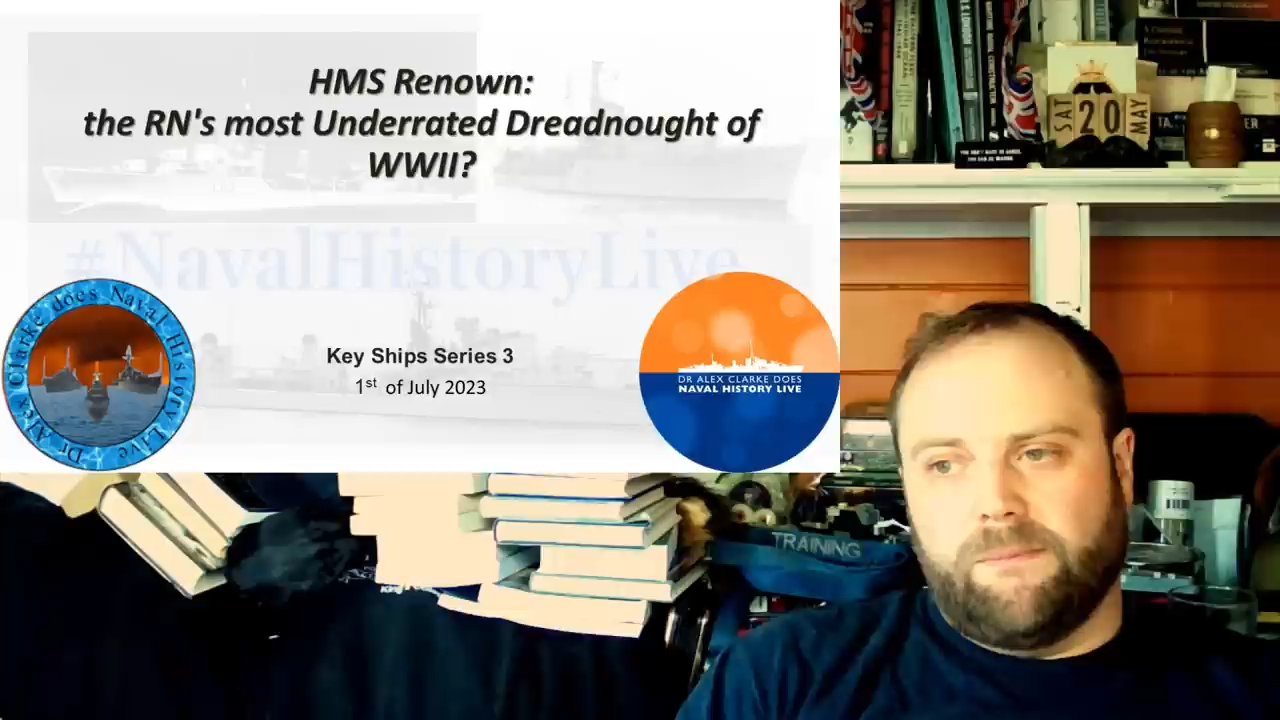 HMS Renown:
the RN's most Underrated Dreadnought of
WWII?
#NavalHistoryLive
Dr Alex Clarke does Naval History Live
DR ALEX CLARKE DOES
NAVAL HISTORY LIVE
Key Ships Series 3
1st of July 2023
SAT 20 MAY
TRAINING